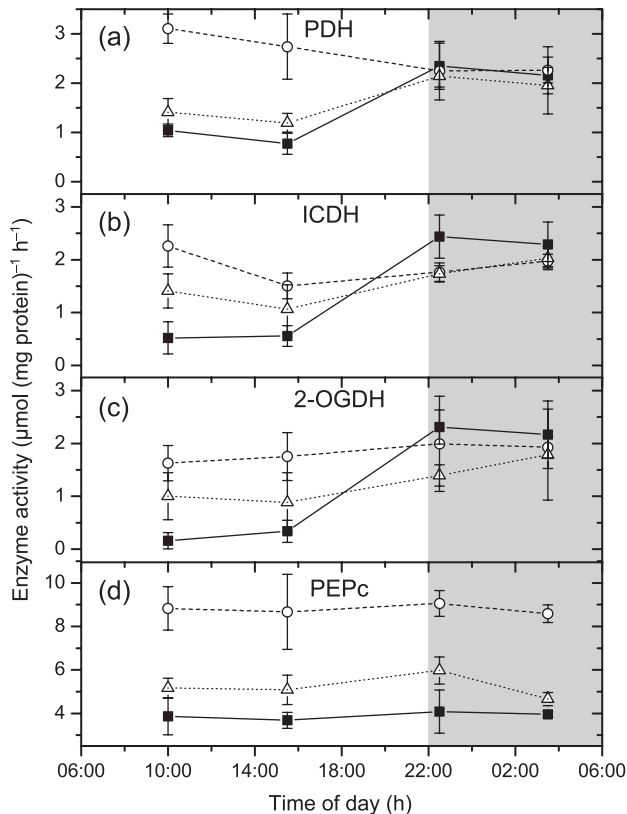 (a) PDH
3
2
1
0
(b) ICDH
3
2
1
0
(c) 2-OGDH
3
2
1
0
(d) PEPc
10
8
6
4
Enzyme activity (μmol (mg protein)⁻¹ h⁻¹)
06:00 10:00 14:00 18:00 22:00 02:00 06:00
Time of day (h)